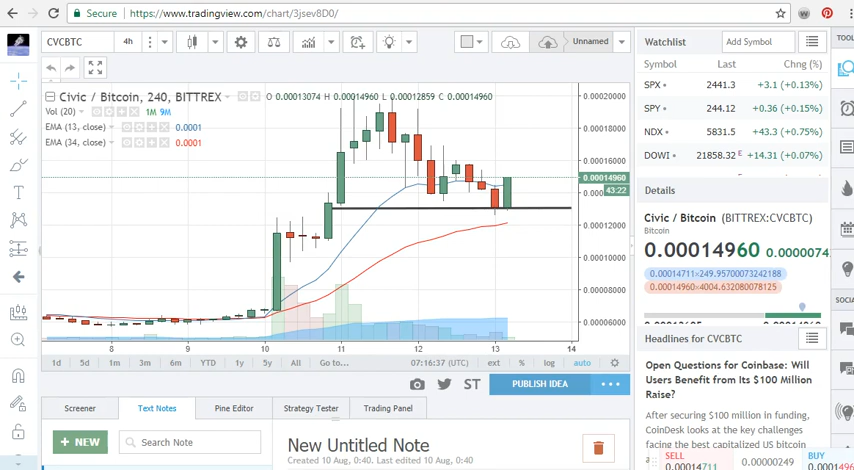 Secure
https://www.tradingview.com/chart/3jsev8D0/
CVCBTC
4h
Unnamed
Watchlist
Add Symbol
TOOL
Symbol Last Chng (%)
SPX 2441.3 +3.1 (+0.13%)
SPY 244.12 +0.36 (+0.15%)
NDX 5831.5 +43.3 (+0.75%)
DOWI 21858.32 E +14.31 (+0.07%)
Civic / Bitcoin, 240, BITTREX
O 0.00013074 H 0.00014960 L 0.00012859 C 0.00014960
Vol (20) 1M 9M
EMA (13, close) 0.0001
EMA (34, close) 0.0001
0.00020000
0.00018000
0.00016000
0.00014960
43:22
0.00012000
0.00010000
0.00008000
0.00006000
8 9 10 11 12 13 14
1d 5d 1m 3m 6m YTD 1y 5y All Go to...
07:16:37 (UTC) ext % log auto
Details
Civic / Bitcoin (BITTREX:CVCBTC)
Bitcoin
0.00014960 0.0000074
0.00014711×249.95700073242188
0.00014960×4004.632080078125
SOCIA
Headlines for CVCBTC
Open Questions for Coinbase: Will
Users Benefit from Its $100 Million
Raise?
After securing $100 million in funding,
CoinDesk looks at the key challenges
facing the best capitalized US bitcoin
ST
PUBLISH IDEA
Screener Text Notes Pine Editor Strategy Tester Trading Panel
+ NEW
Search Note
New Untitled Note
Created 10 Aug, 0:40. Last edited 10 Aug, 0:40
SELL
0.00014711
0.00000249
BUY
0.0001496